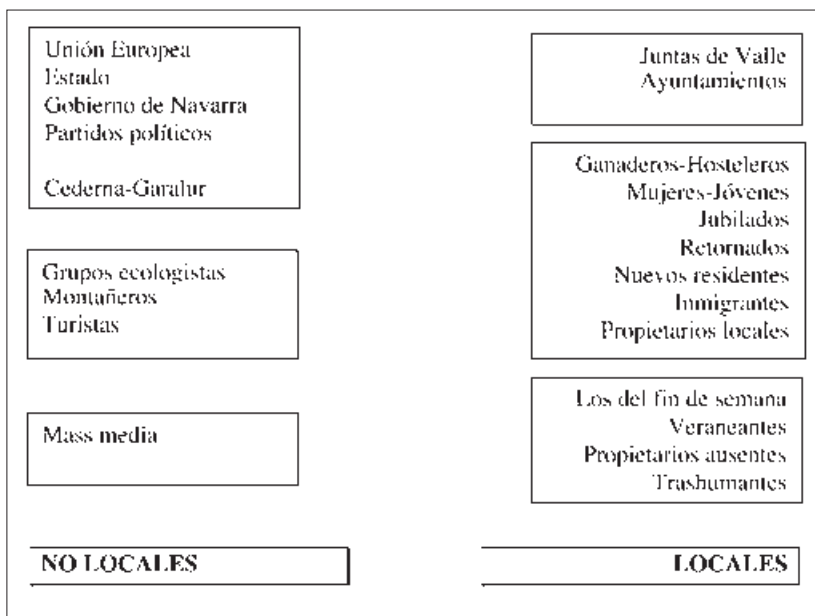 Unión Europea
Estado
Gobierno de Navarra
Partidos políticos
Cederna-Garalur
Grupos ecologistas
Montañeros
Turistas
Mass media
NO LOCALES
Juntas de Valle
Ayuntamientos
Ganaderos-Hosteleros
Mujeres-Jóvenes
Jubilados
Retornados
Nuevos residentes
Inmigrantes
Propietarios locales
Los del fin de semana
Veraneantes
Propietarios ausentes
Trashumantes
LOCALES